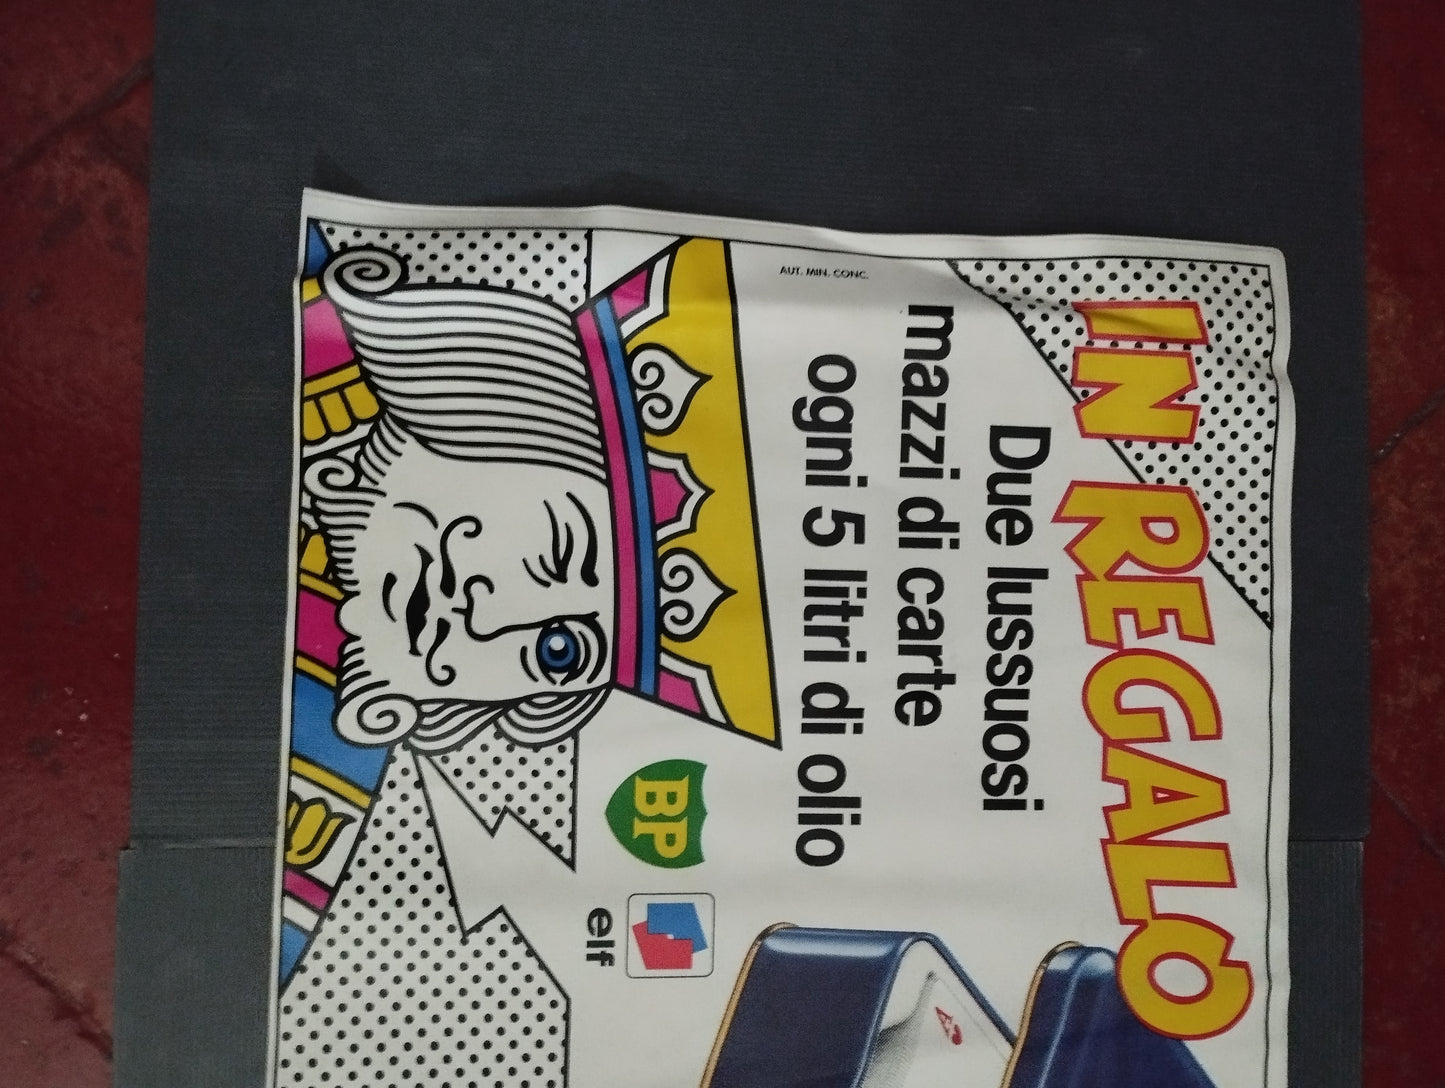 IN REGALO
Due lussuosi
mazzi di carte
ogni 5 litri di olio
AUT. MIN. CONC.
BP
elf
A